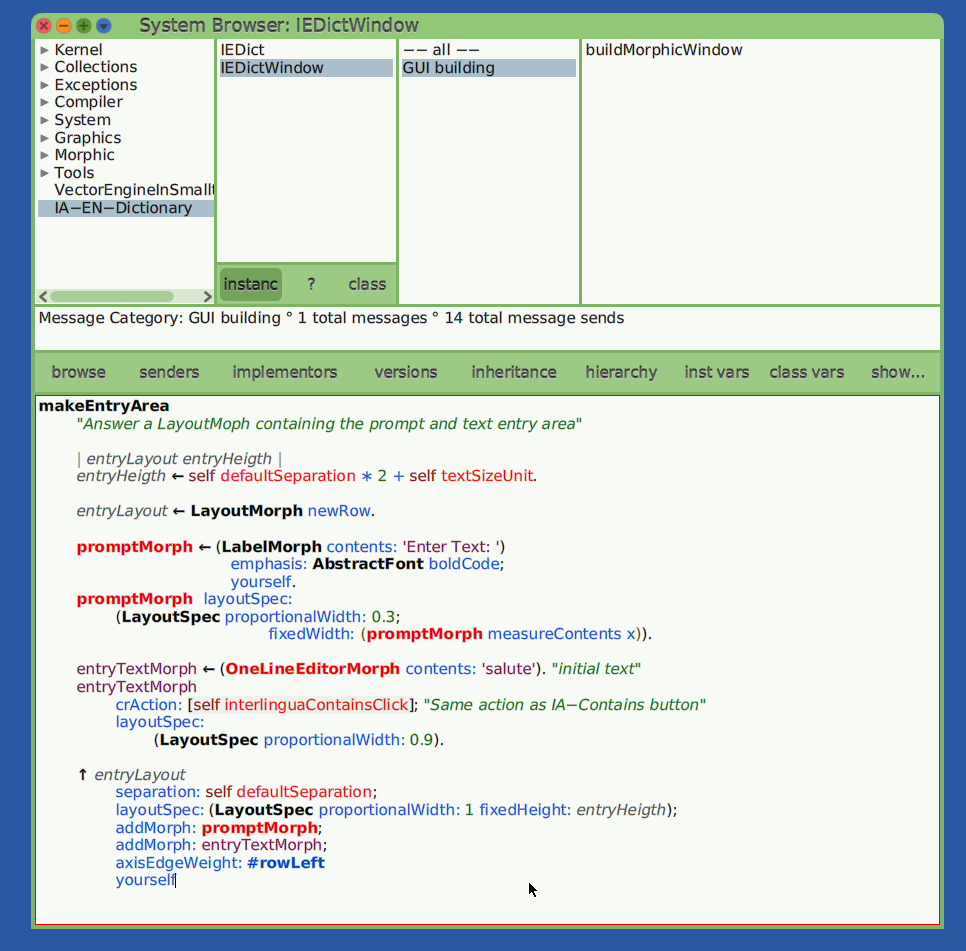 System Browser: IEDictWindow
Kernel
Collections
Exceptions
Compiler
System
Graphics
Morphic
Tools
VectorEngineInSmallt
IA−EN−Dictionary
IEDict
IEDictWindow
instanc ? class
−− all −−
GUI building
buildMorphicWindow
Message Category: GUI building ° 1 total messages ° 14 total message sends
browse senders implementors versions inheritance hierarchy inst vars class vars show...
makeEntryArea
"Answer a LayoutMoph containing the prompt and text entry area"
| entryLayout entryHeigth |
entryHeigth ← self defaultSeparation * 2 + self textSizeUnit.
entryLayout ← LayoutMorph newRow.
promptMorph ← (LabelMorph contents: 'Enter Text: ')
emphasis: AbstractFont boldCode;
yourself.
promptMorph layoutSpec:
(LayoutSpec proportionalWidth: 0.3;
fixedWidth: (promptMorph measureContents x)).
entryTextMorph ← (OneLineEditorMorph contents: 'salute'). "initial text"
entryTextMorph
crAction: [self interlinguaContainsClick]; "Same action as IA−Contains button"
layoutSpec:
(LayoutSpec proportionalWidth: 0.9).
↑ entryLayout
separation: self defaultSeparation;
layoutSpec: (LayoutSpec proportionalWidth: 1 fixedHeight: entryHeigth);
addMorph: promptMorph;
addMorph: entryTextMorph;
axisEdgeWeight: #rowLeft
yourself